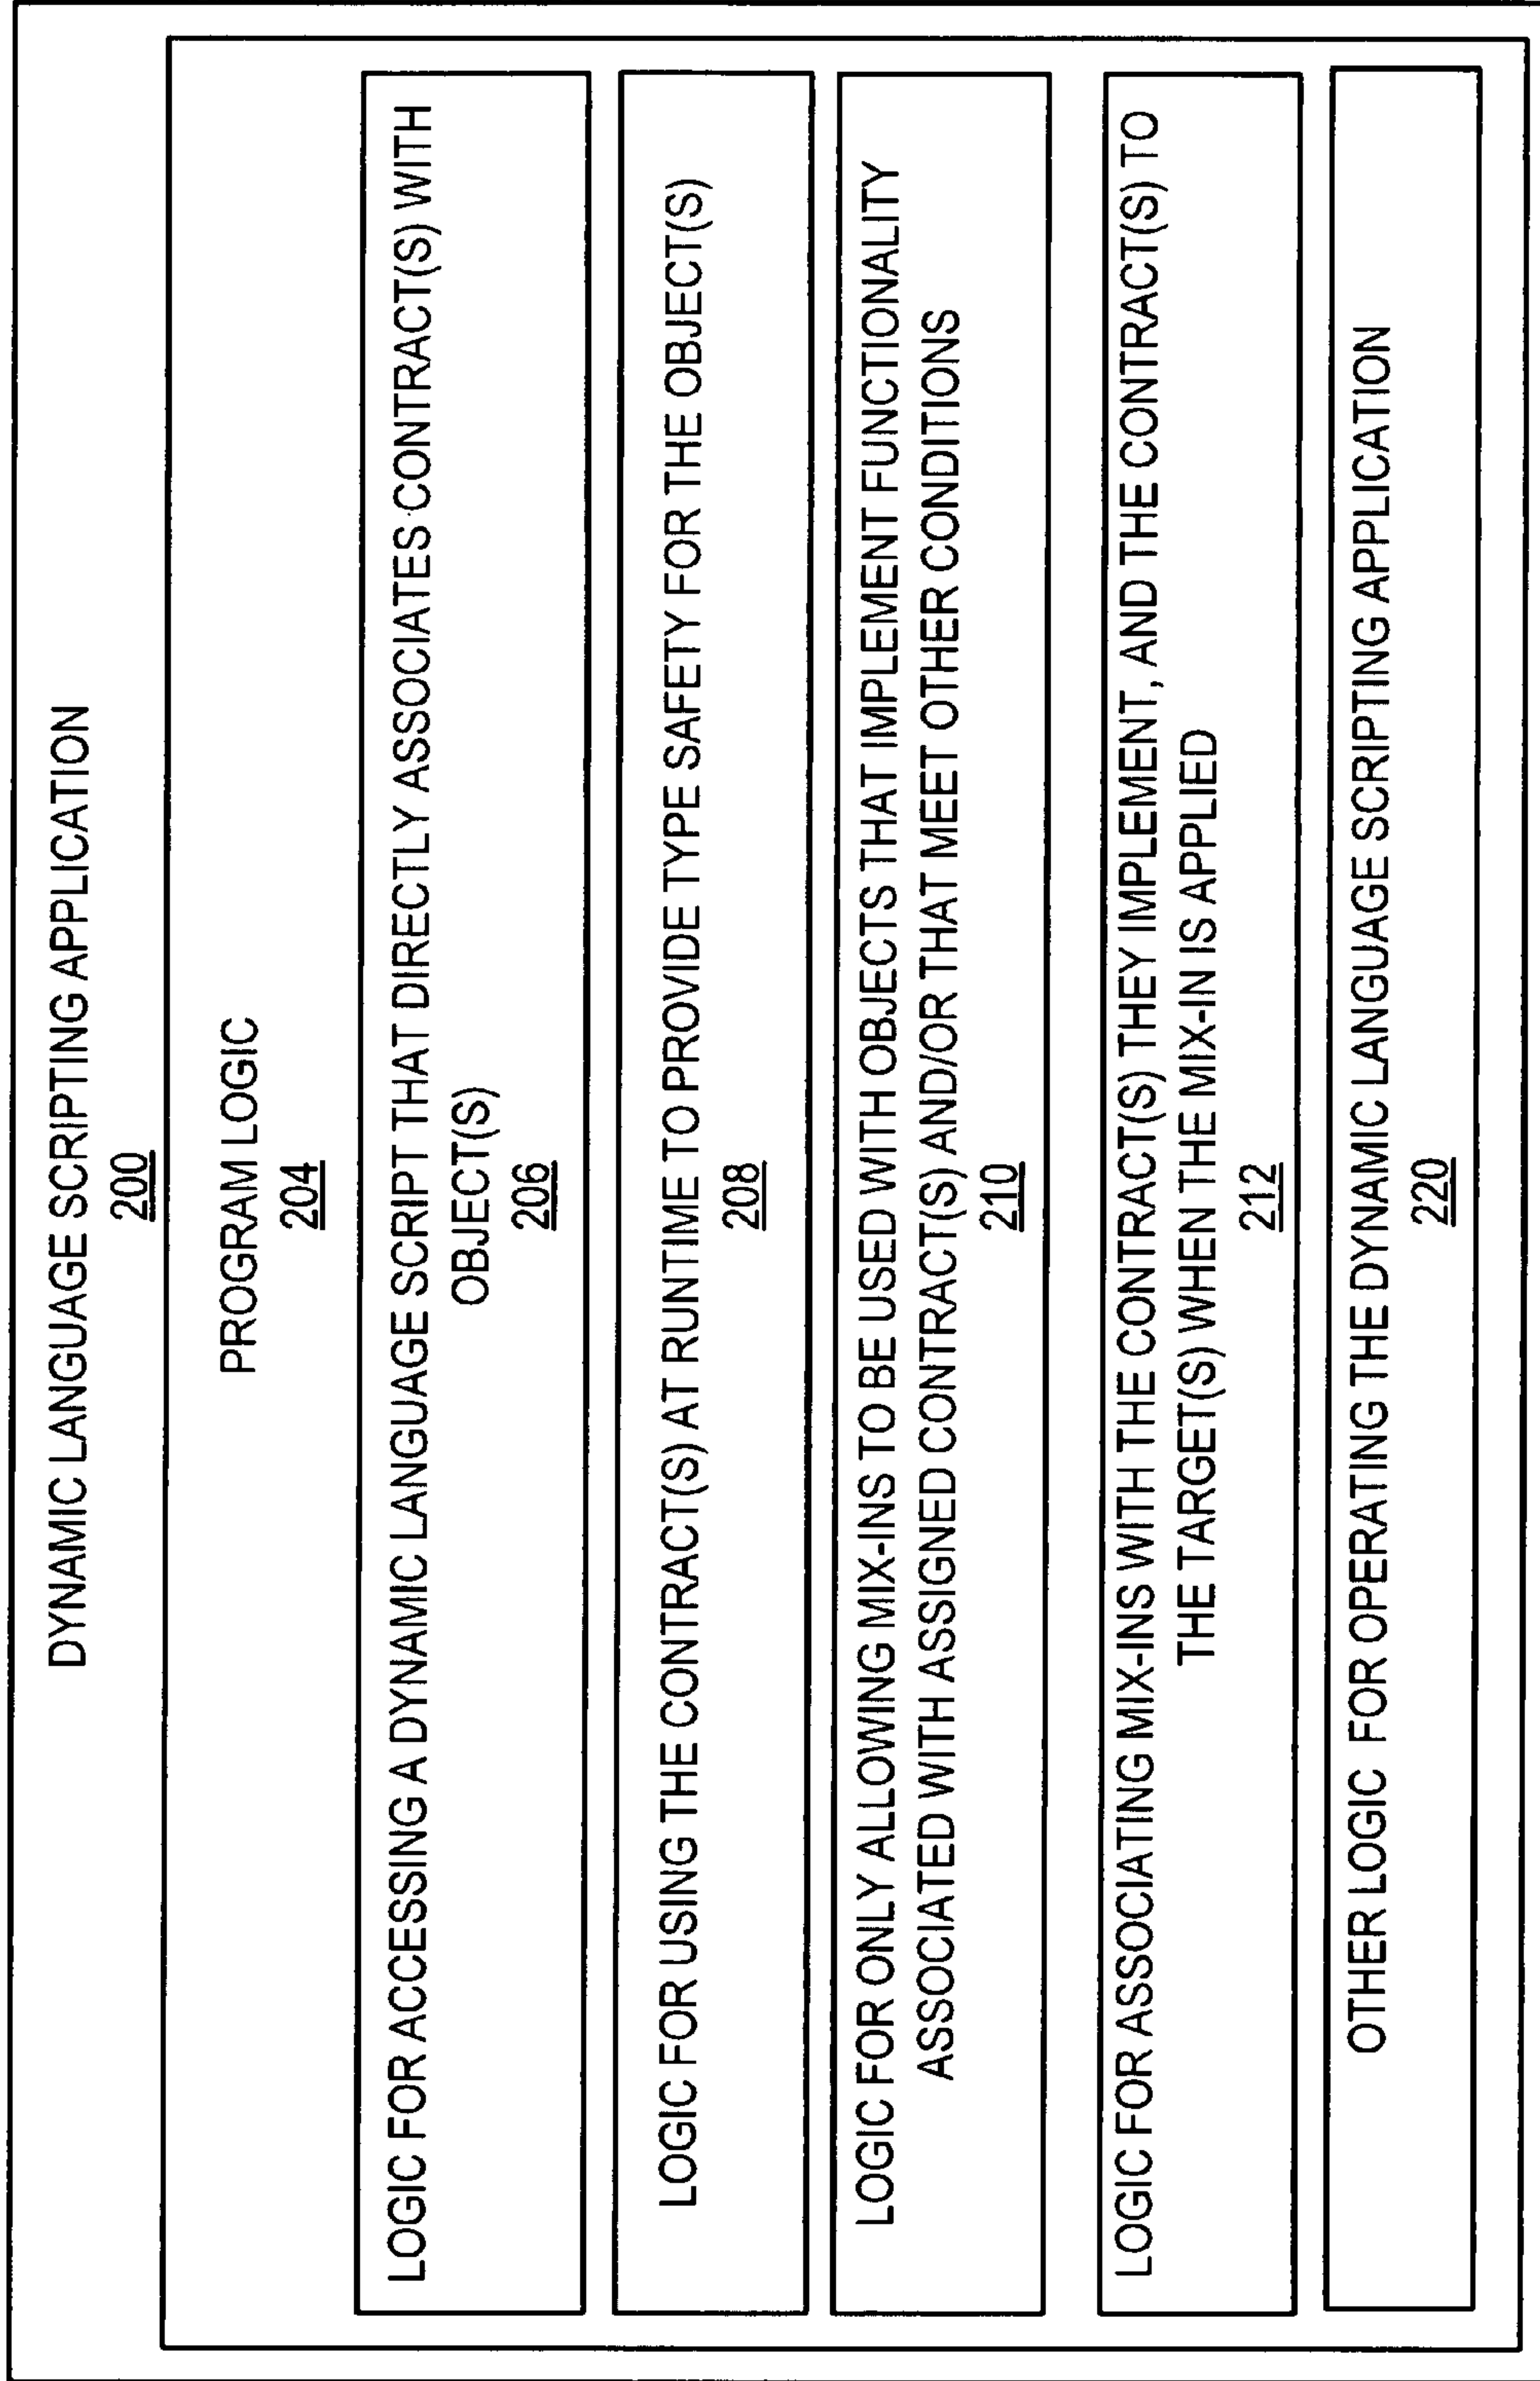 DYNAMIC LANGUAGE SCRIPTING APPLICATION
200
PROGRAM LOGIC
204
LOGIC FOR ACCESSING A DYNAMIC LANGUAGE SCRIPT THAT DIRECTLY ASSOCIATES CONTRACT(S) WITH
OBJECT(S)
206
LOGIC FOR USING THE CONTRACT(S) AT RUNTIME TO PROVIDE TYPE SAFETY FOR THE OBJECT(S)
208
LOGIC FOR ONLY ALLOWING MIX-INS TO BE USED WITH OBJECTS THAT IMPLEMENT FUNCTIONALITY
ASSOCIATED WITH ASSIGNED CONTRACT(S) AND/OR THAT MEET OTHER CONDITIONS
210
LOGIC FOR ASSOCIATING MIX-INS WITH THE CONTRACT(S) THEY IMPLEMENT, AND THE CONTRACT(S) TO
THE TARGET(S) WHEN THE MIX-IN IS APPLIED
212
OTHER LOGIC FOR OPERATING THE DYNAMIC LANGUAGE SCRIPTING APPLICATION
220